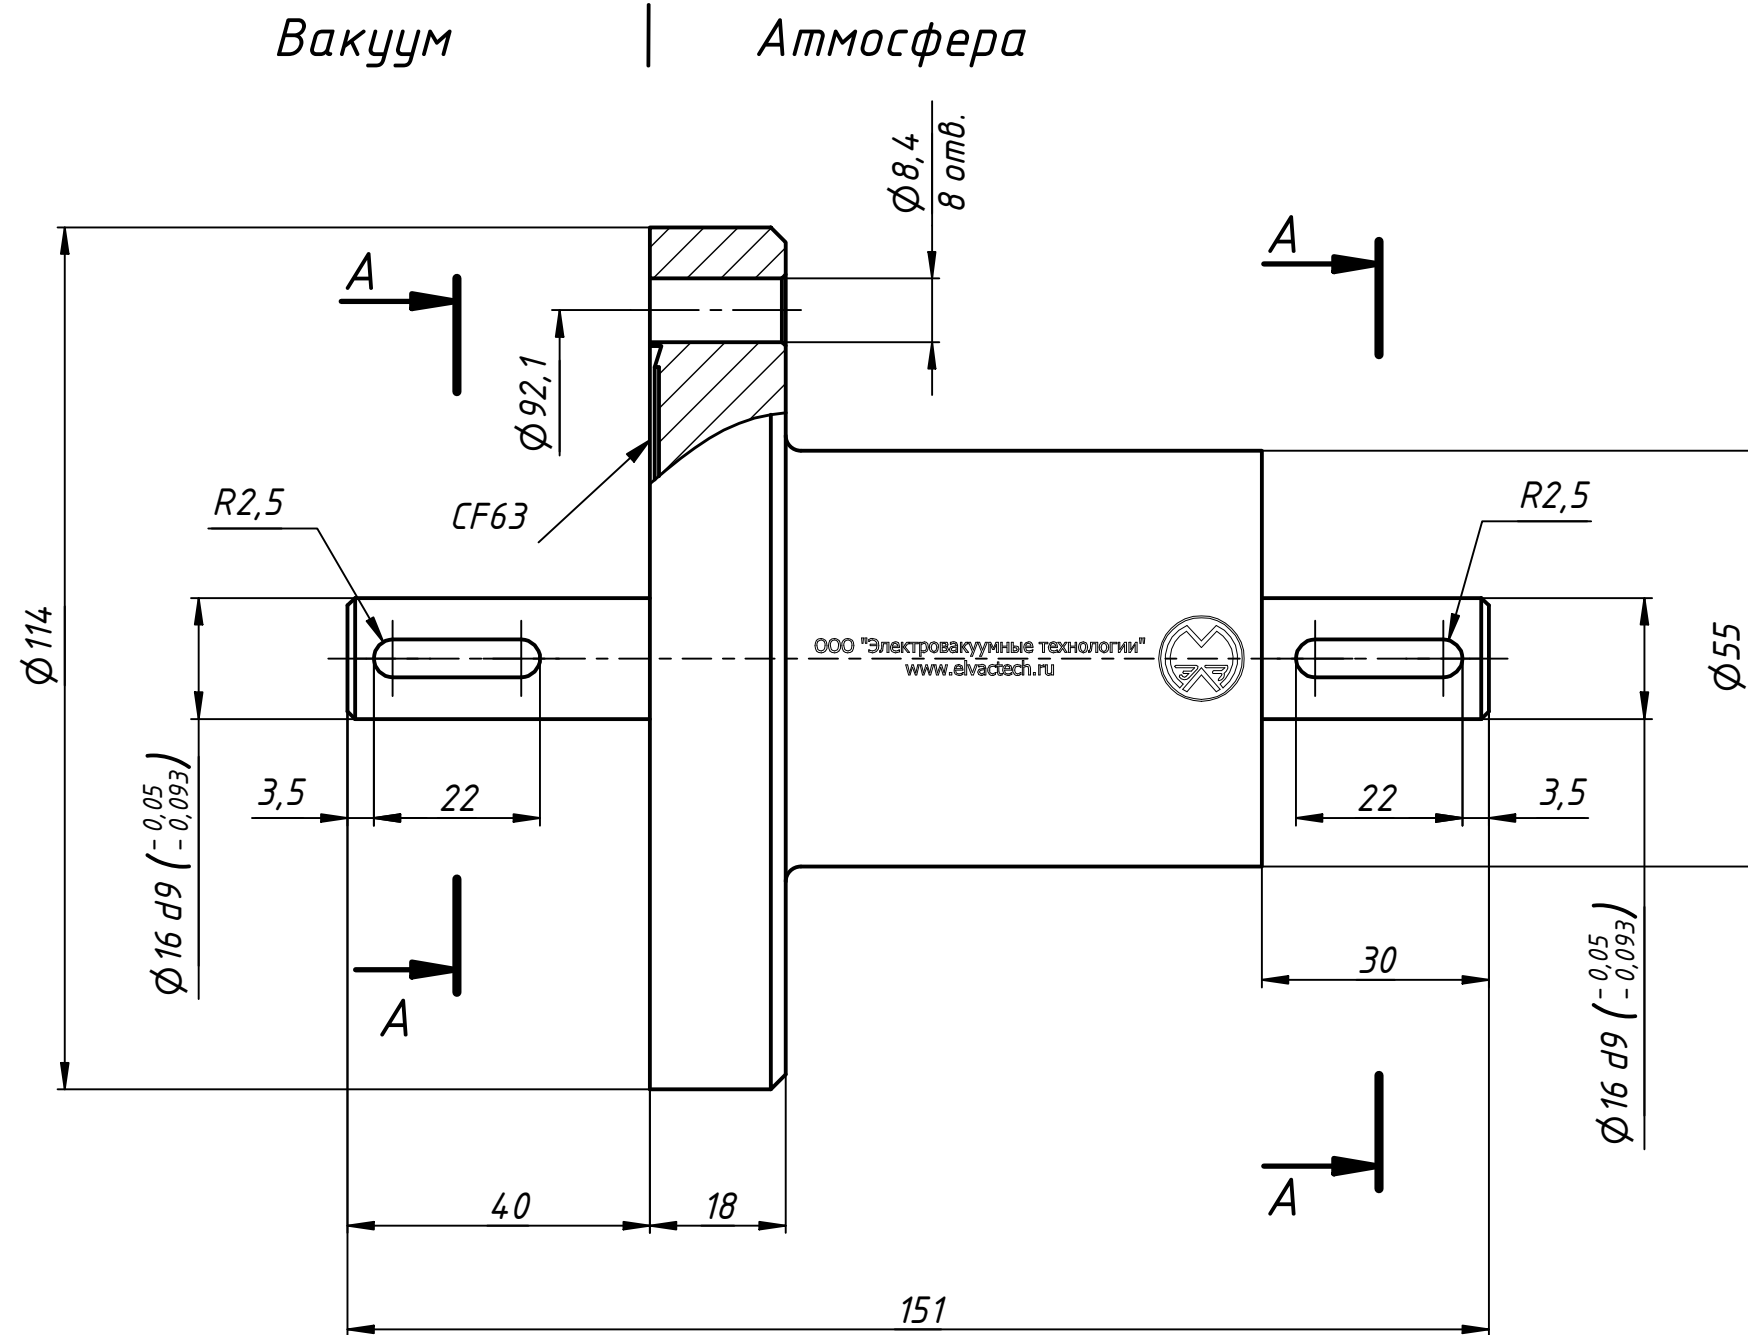 Вакуум | Атмосфера
Ø8,4
8 отв.
A
A
Ø92,1
R2,5
CF63
R2,5
Ø114
ООО "Электровакуумные технологии"
www.elvactech.ru
Ø55
3,5
22
22
3,5
Ø16 d9 (-0,05 -0,093)
30
Ø16 d9 (-0,05 -0,093)
A
A
40
18
151